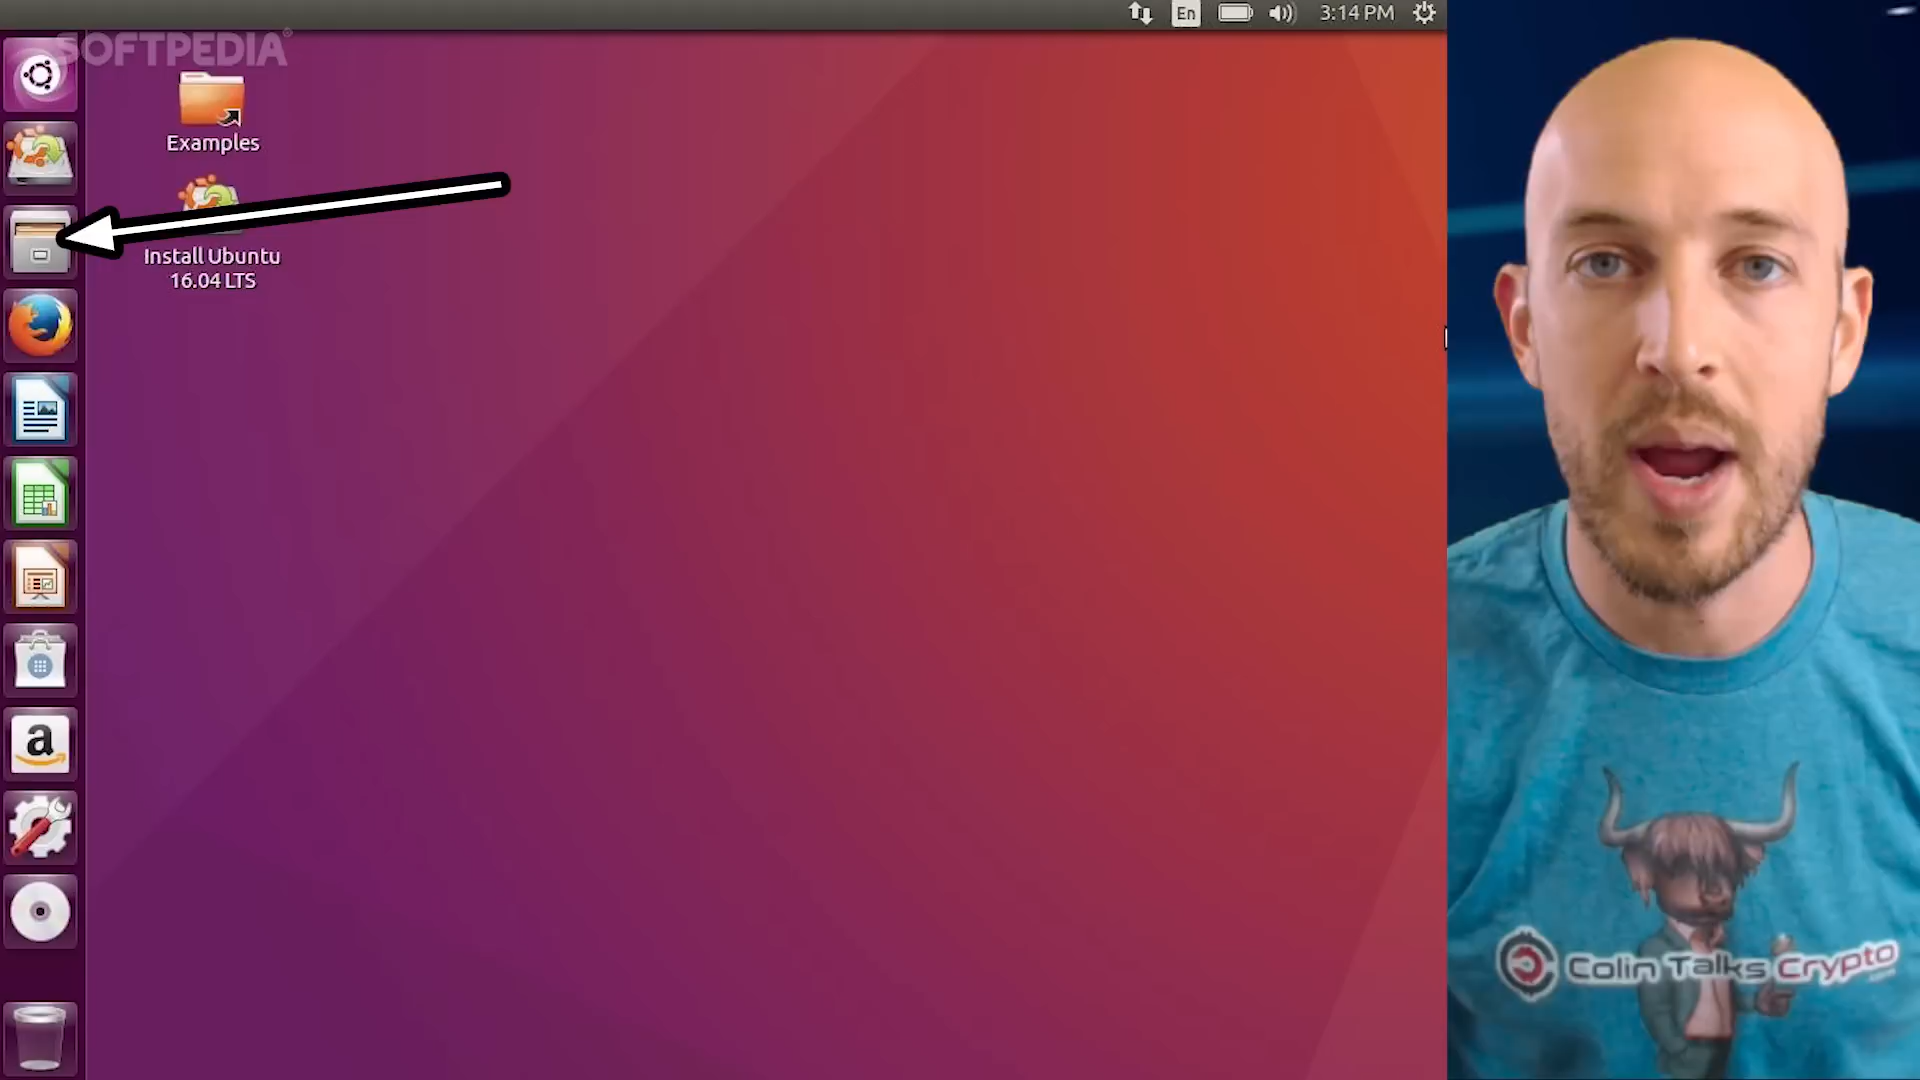 En
3:14 PM
SOFTPEDIA®
Examples
Install Ubuntu
16.04 LTS
a
Colin Talks Crypto